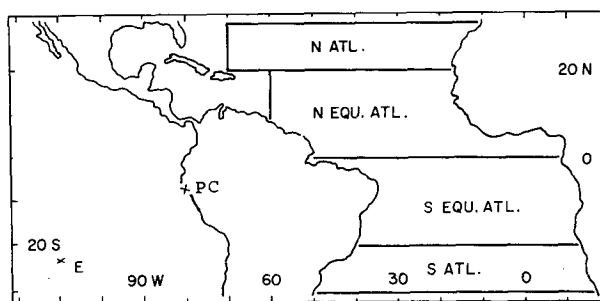 N ATL.
20 N
N EQU. ATL.
0
PC
S EQU. ATL.
20 S
E
90 W 60 30 0
S ATL.